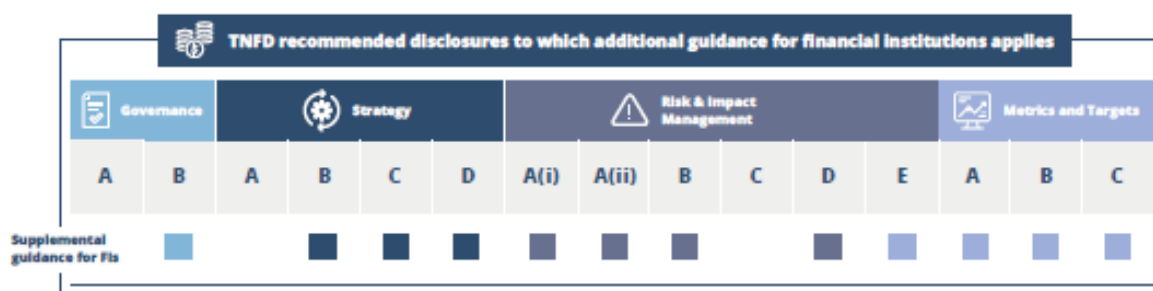 TNFD recommended disclosures to which additional guidance for financial institutions applies
Governance Strategy Risk & Impact Management Metrics and Targets
A B A B C D A(i) A(ii) B C D E A B C
Supplemental
guidance for FIs